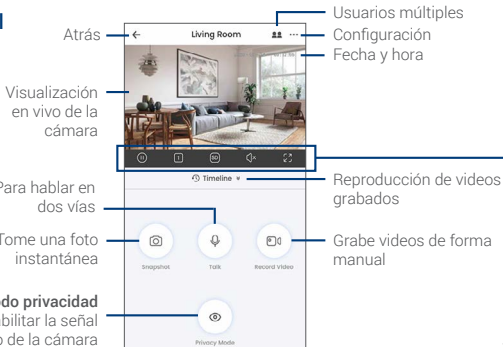 Usuarios múltiples
Atrás
Living Room
Configuración
Fecha y hora
Visualización
en vivo de la
cámara
SD
Timeline
Reproducción de videos
grabados
Para hablar en
dos vías
Tome una foto
instantánea
Grabe videos de forma
manual
Snapshot
Talk
Record Video
do privacidad
abilitar la señal
o de la cámara
Privacy Mode